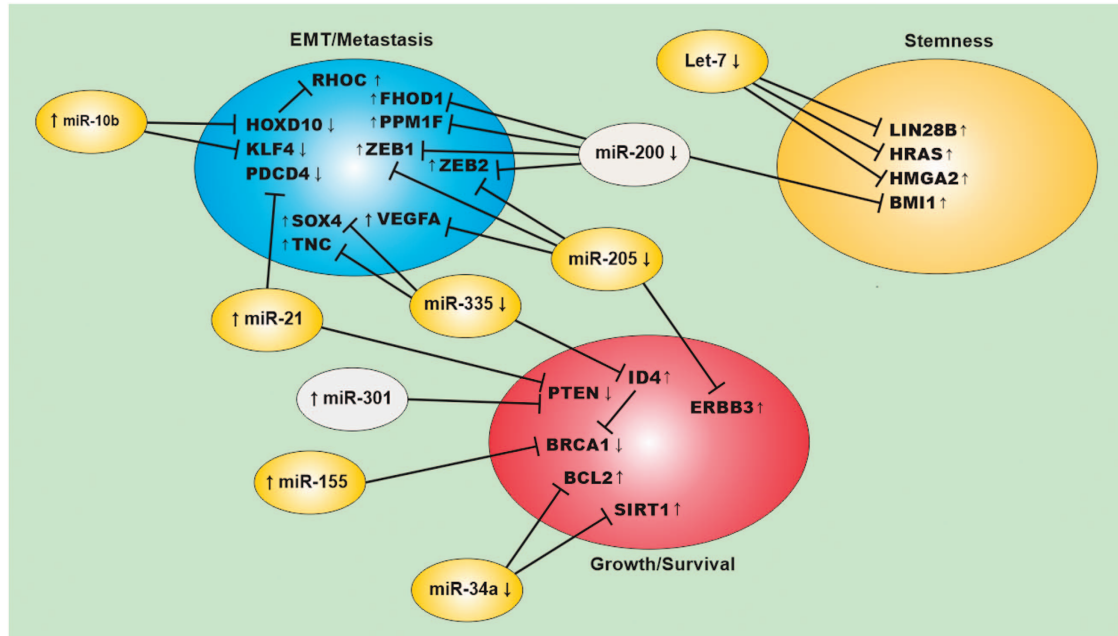 EMT/Metastasis
Stemness
Let-7 ↓
RHOC ↑
↑ FHOD1
↑ miR-10b
HOXD10 ↓
↑ PPM1F
LIN28B ↑
KLF4 ↓
↑ ZEB1
miR-200 ↓
HRAS ↑
PDCD4 ↓
↑ ZEB2
HMGA2 ↑
BMI1 ↑
↑ SOX4
↑ VEGFA
↑ TNC
miR-205 ↓
miR-335 ↓
↑ miR-21
ID4 ↑
PTEN ↓
↑ miR-301
ERBB3 ↑
BRCA1 ↓
↑ miR-155
BCL2 ↑
SIRT1 ↑
Growth/Survival
miR-34a ↓